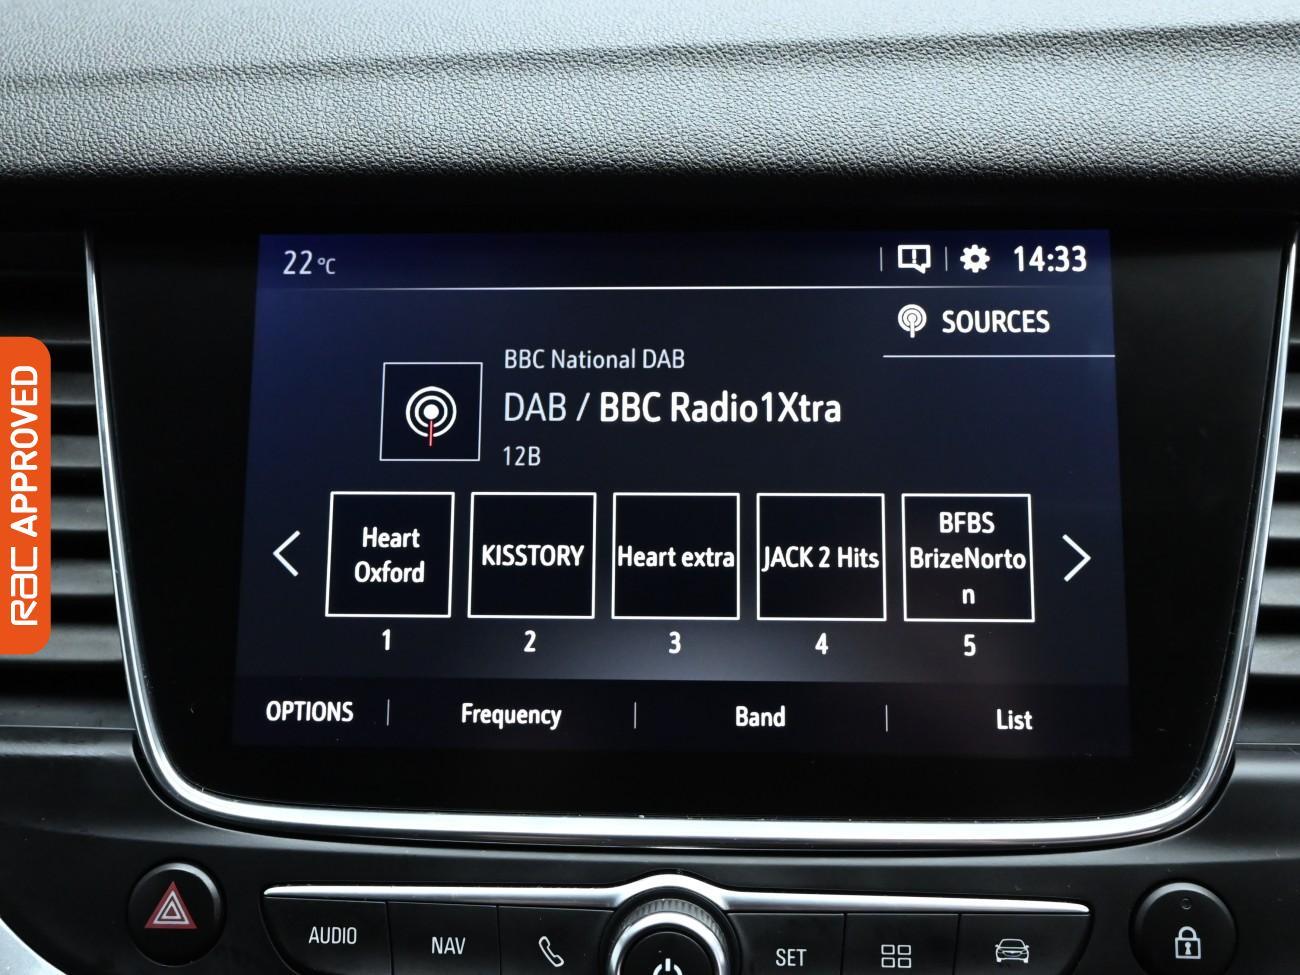 22 °C
14:33
SOURCES
BBC National DAB
DAB / BBC Radio1Xtra
12B
Heart
Oxford
KISSTORY
Heart extra
JACK 2 Hits
BFBS
BrizeNorto
n
1
2
3
4
5
OPTIONS
Frequency
Band
List
AUDIO
NAV
SET
RAC APPROVED